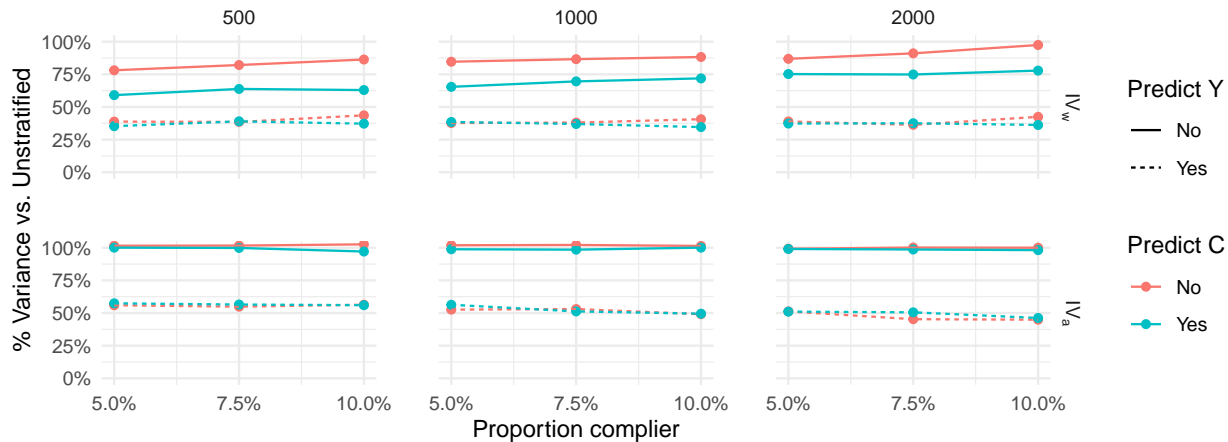 500 1000 2000
100%
75%
50%
25%
0%
IVw
100%
75%
50%
25%
0%
IVa
5.0% 7.5% 10.0% 5.0% 7.5% 10.0% 5.0% 7.5% 10.0%
Proportion complier
% Variance vs. Unstratified
Predict Y
No
Yes
Predict C
No
Yes